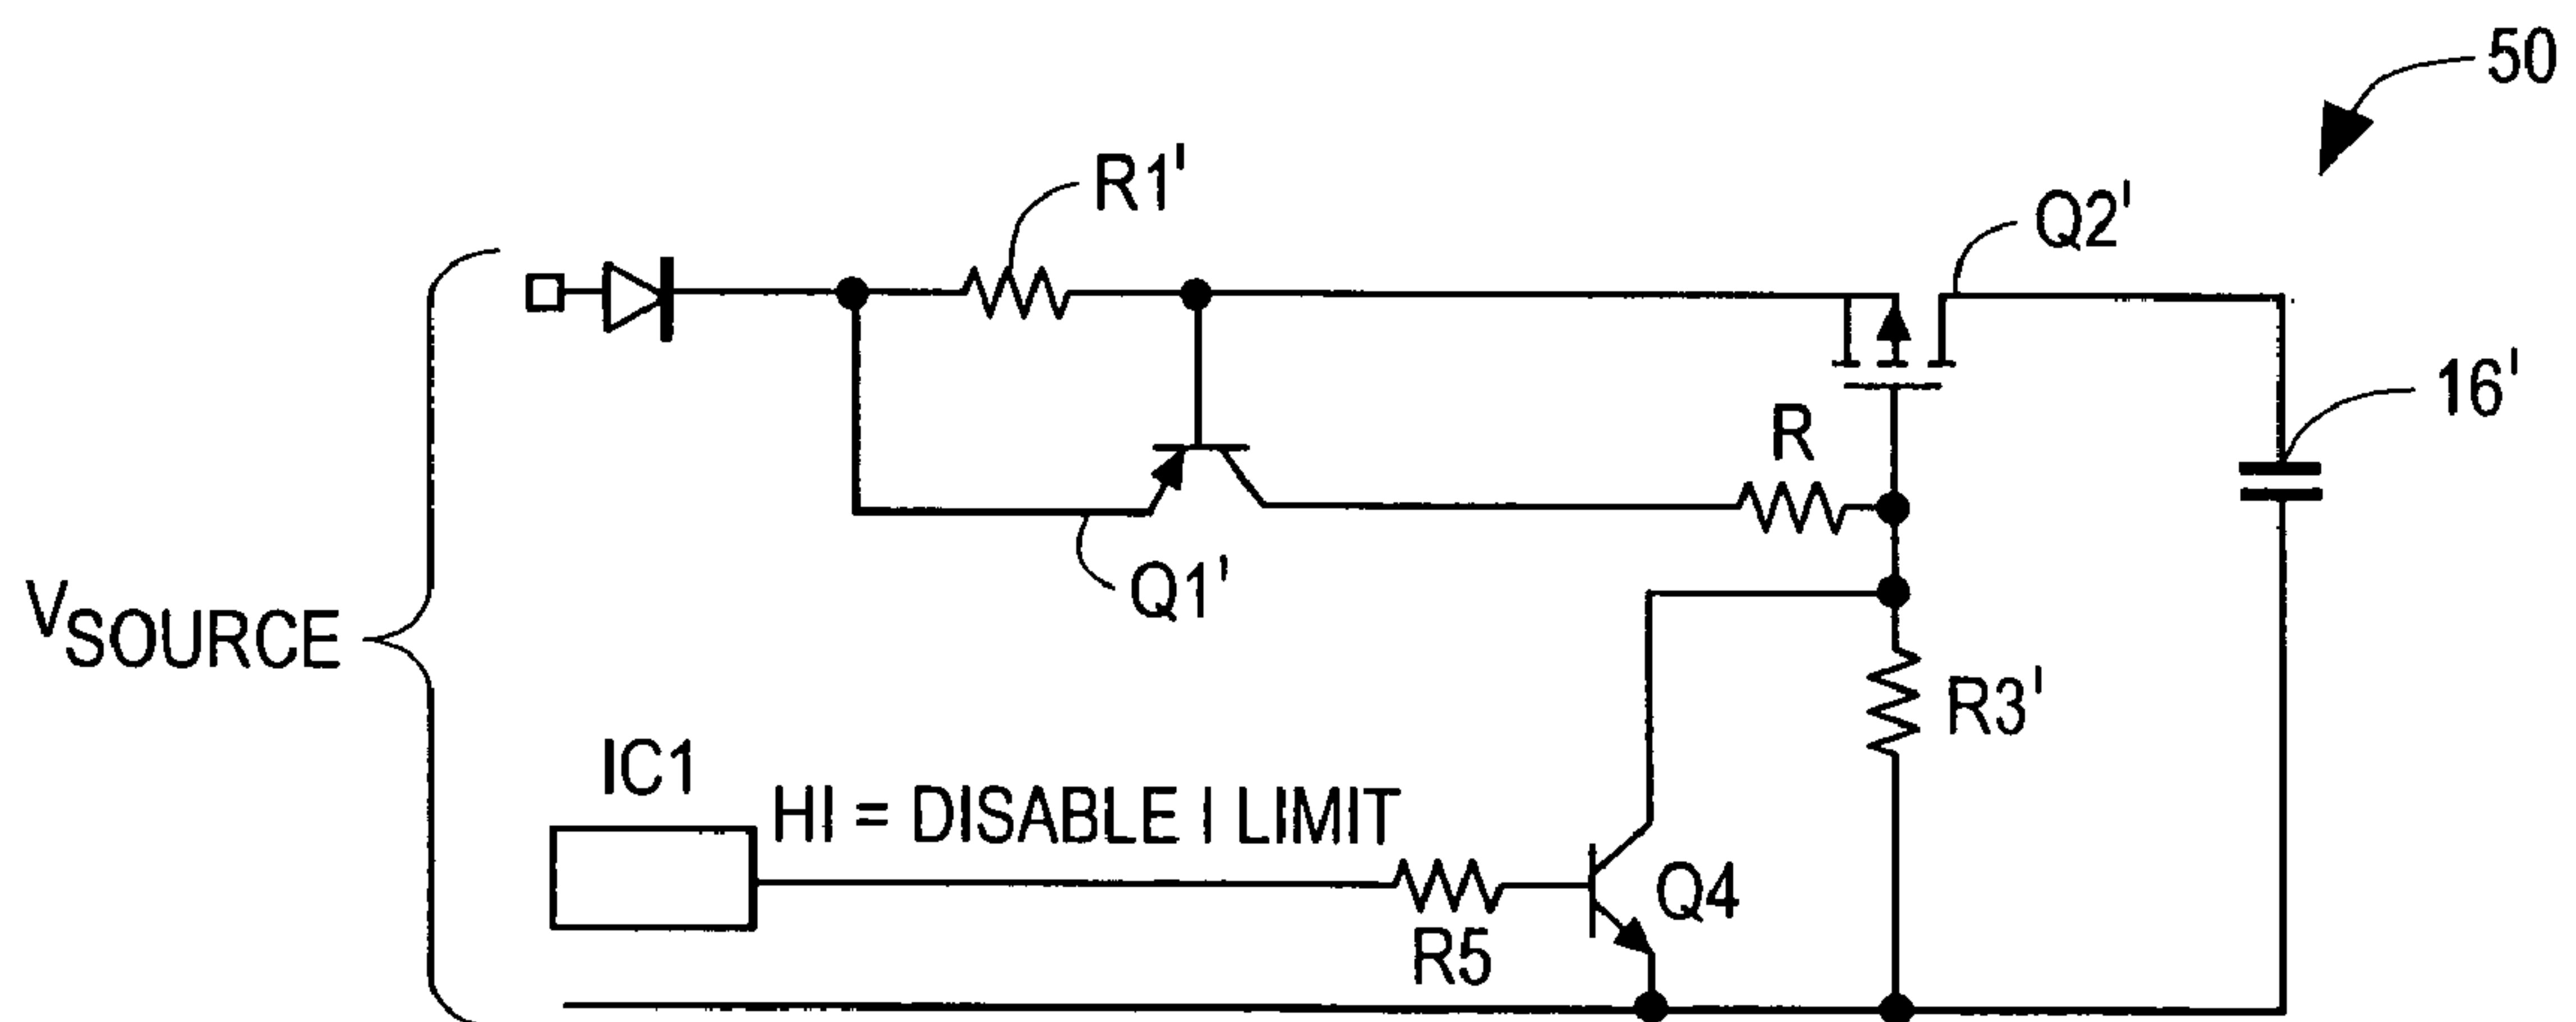 50
R1'
Q2'
16'
R
Q1'
VSOURCE
R3'
IC1
HI = DISABLE I LIMIT
Q4
R5